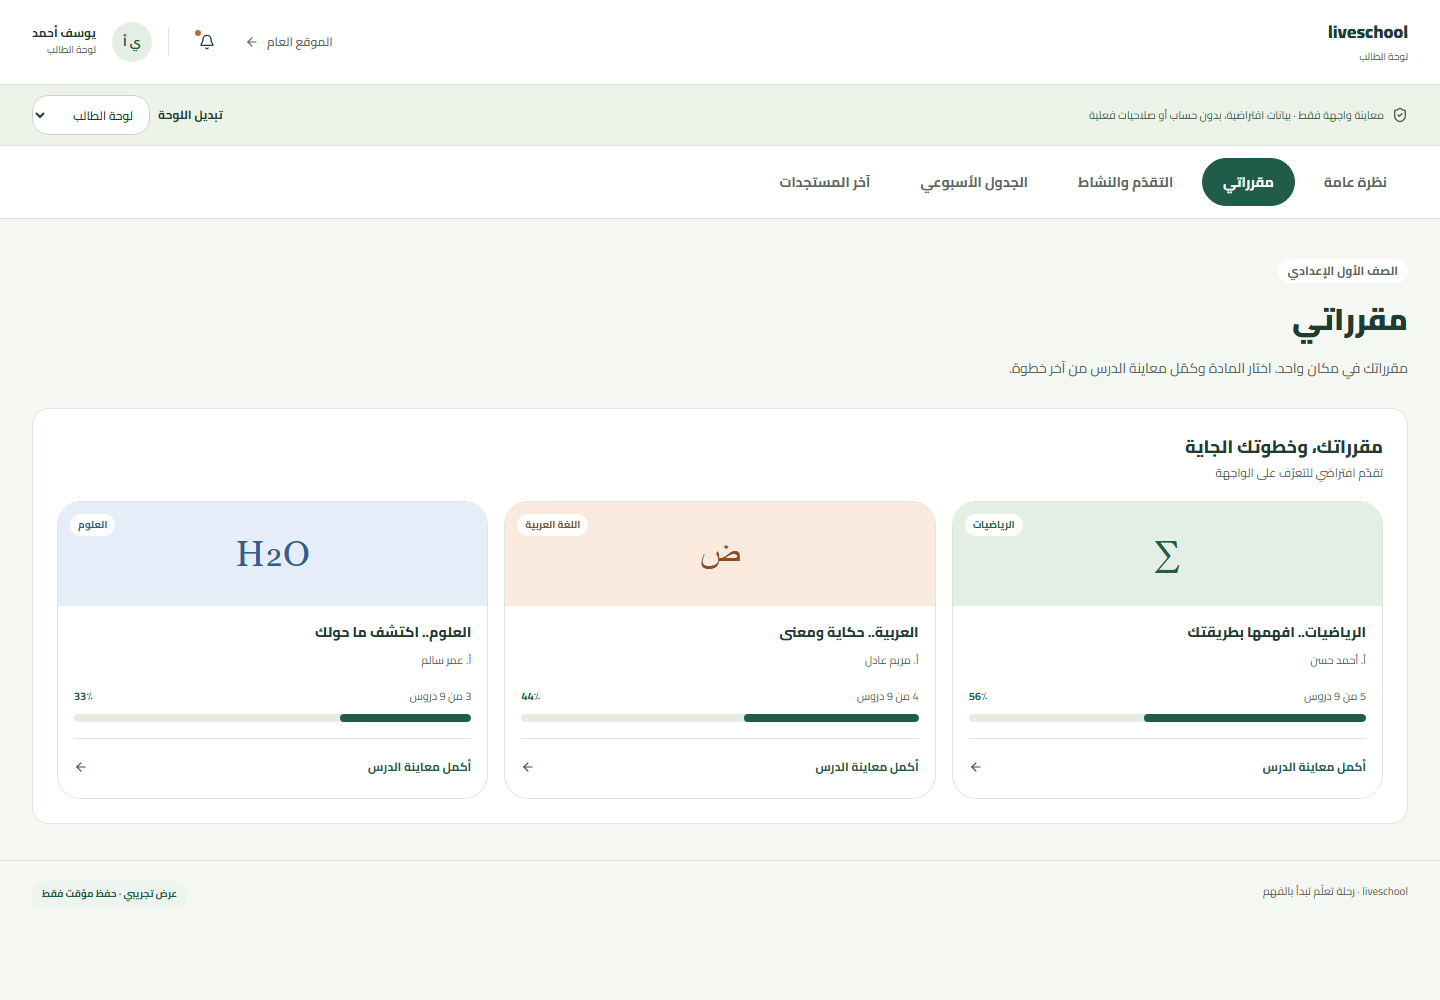 liveschool
لوحة الطالب
الموقع العام
ي أ
يوسف أحمد
لوحة الطالب
معاينة واجهة فقط · بيانات افتراضية، بدون حساب أو صلاحيات فعلية
تبديل اللوحة
لوحة الطالب
نظرة عامة
مقرراتي
التقدّم والنشاط
الجدول الأسبوعي
آخر المستجدات
الصف الأول الإعدادي
مقرراتي
مقرراتك في مكان واحد. اختار المادة وكمّل معاينة الدرس من آخر خطوة.
مقرراتك، وخطوتك الجاية
تقدّم افتراضي للتعرّف على الواجهة
الرياضيات
∑
الرياضيات.. افهمها بطريقتك
أ. أحمد حسن
5 من 9 دروس
56٪
أكمل معاينة الدرس
اللغة العربية
ض
العربية.. حكاية ومعنى
أ. مريم عادل
4 من 9 دروس
44٪
أكمل معاينة الدرس
العلوم
H2O
العلوم.. اكتشف ما حولك
أ. عمر سالم
3 من 9 دروس
33٪
أكمل معاينة الدرس
liveschool · رحلة تعلّم تبدأ بالفهم
عرض تجريبي · حفظ مؤقت فقط